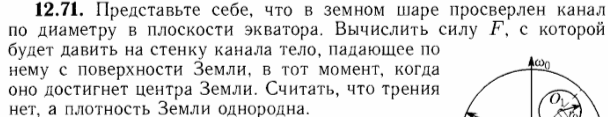 12.71. Представьте себе, что в земном шаре просверлен канал
по диаметру в плоскости экватора. Вычислить силу F, с которой
будет давить на стенку канала тело, падающее по
нему с поверхности Земли, в тот момент, когда
оно достигнет центра Земли. Считать, что трения
нет, а плотность Земли однородна.
ω₀
O₁